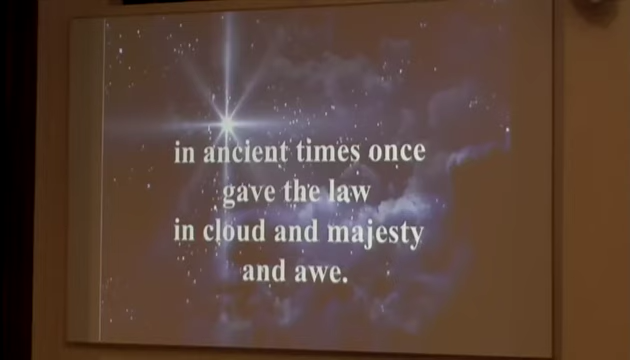 in ancient times once
gave the law
in cloud and majesty
and awe.